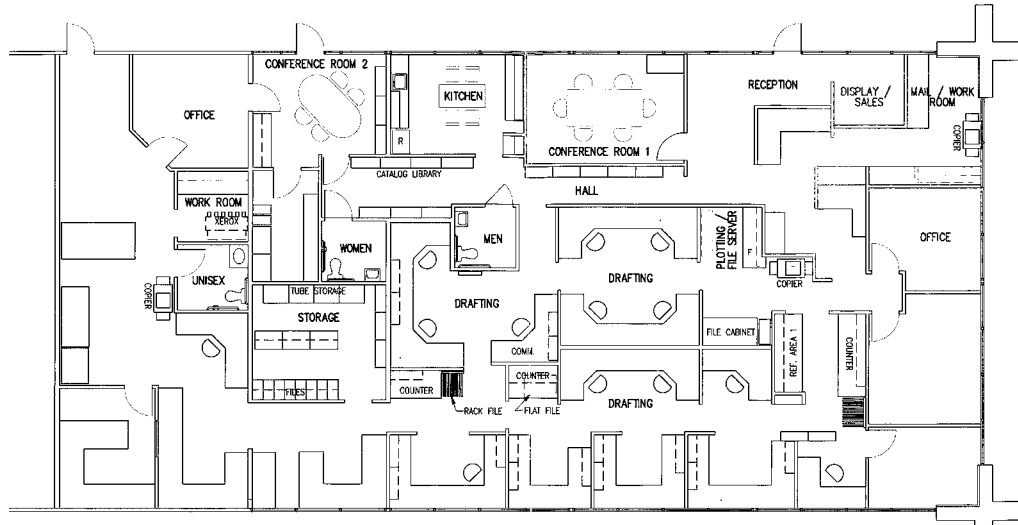 CONFERENCE ROOM 2
OFFICE
KITCHEN
R
CONFERENCE ROOM 1
RECEPTION
DISPLAY /
SALES
MAIL / WORK
ROOM
COPIER
CATALOG LIBRARY
HALL
WORK ROOM
XEROX
WOMEN
MEN
UNISEX
COPIER
TUBE STORAGE
STORAGE
FILES
DRAFTING
COMM.
COUNTER
RACK FILE
COUNTER
FLAT FILE
DRAFTING
DRAFTING
PLOTTING /
FILE SERVER
F
COPIER
OFFICE
FILE CABINET
REF. AREA 1
COUNTER